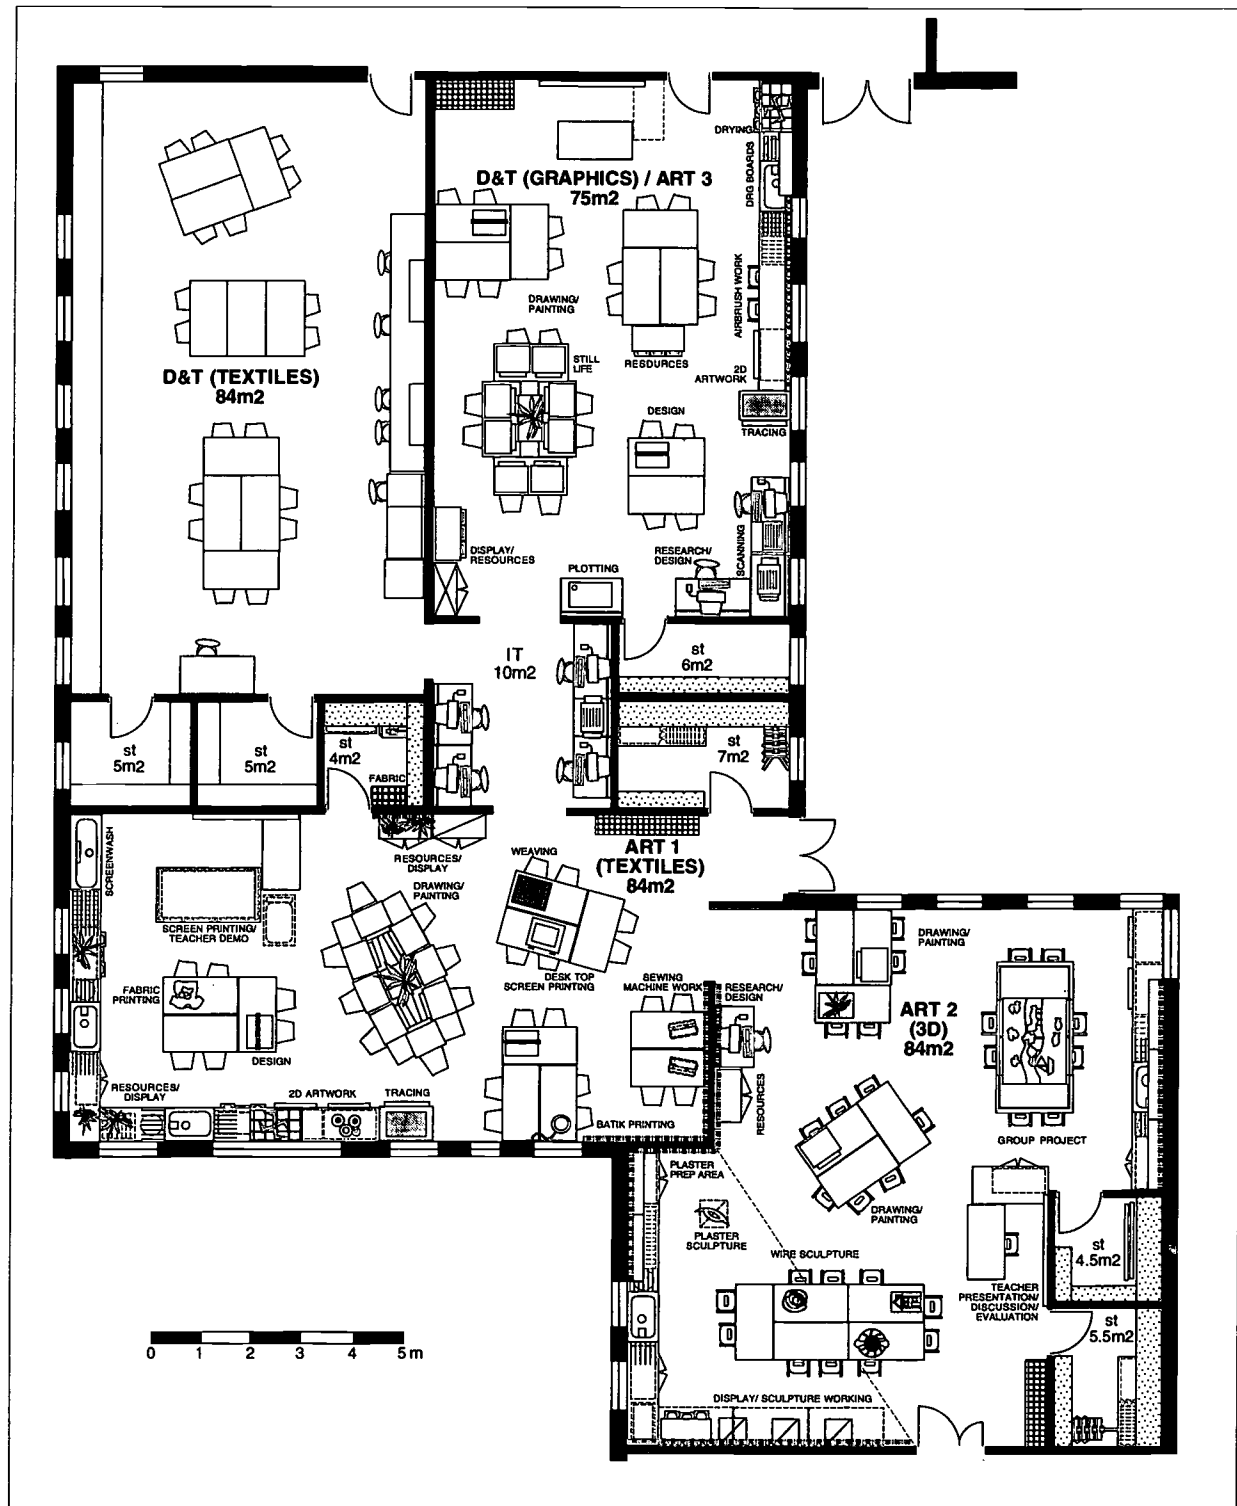 DRYING
DRG BOARDS
D&T (GRAPHICS) / ART 3
75m2
AIRBRUSH WORK
DRAWING/
PAINTING
STILL
LIFE
RESOURCES
2D
ARTWORK
D&T (TEXTILES)
84m2
DESIGN
TRACING
DISPLAY/
RESOURCES
RESEARCH/
DESIGN
SCANNING
PLOTTING
IT
10m2
st
6m2
st
5m2
st
5m2
st
4m2
FABRIC
st
7m2
SCREENWASH
RESOURCES/
DISPLAY
WEAVING
ART 1
(TEXTILES)
84m2
DRAWING/
PAINTING
SCREEN PRINTING/
TEACHER DEMO
DESK TOP
SCREEN PRINTING
SEWING
MACHINE WORK
RESEARCH/
DESIGN
DRAWING/
PAINTING
FABRIC
PRINTING
DESIGN
ART 2
(3D)
84m2
RESOURCES/
DISPLAY
2D ARTWORK
TRACING
BATIK PRINTING
RESOURCES
GROUP PROJECT
PLASTER
PREP AREA
PLASTER
SCULPTURE
DRAWING/
PAINTING
WIRE SCULPTURE
st
4.5m2
TEACHER
PRESENTATION/
DISCUSSION/
EVALUATION
st
5.5m2
0 1 2 3 4 5 m
DISPLAY/ SCULPTURE WORKING